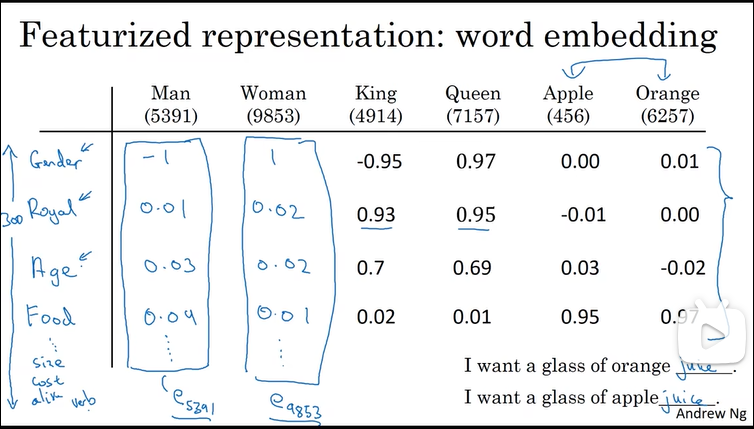 Featurized representation: word embedding
Man Woman King Queen Apple Orange
(5391) (9853) (4914) (7157) (456) (6257)
Gender -1 1 -0.95 0.97 0.00 0.01
300 Royal 0.01 0.02 0.93 0.95 -0.01 0.00
Age 0.03 0.02 0.7 0.69 0.03 -0.02
Food 0.04 0.01 0.02 0.01 0.95 0.97
size
cost
alive verb
e5391 e9853
I want a glass of orange juice.
I want a glass of apple juice.
Andrew Ng